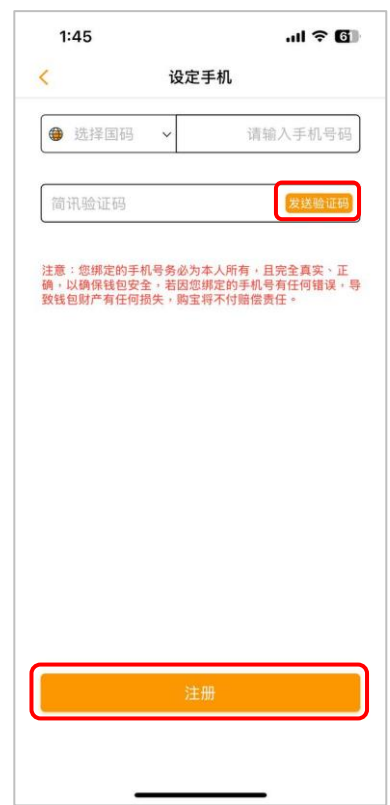 1:45
61
设定手机
选择国码
请输入手机号码
简讯验证码
发送验证码
注意：您绑定的手机号务必为本人所有，且完全真实、正
确，以确保钱包安全，若因您绑定的手机号有任何错误，导
致钱包财产有任何损失，购宝将不付赔偿责任。
注册